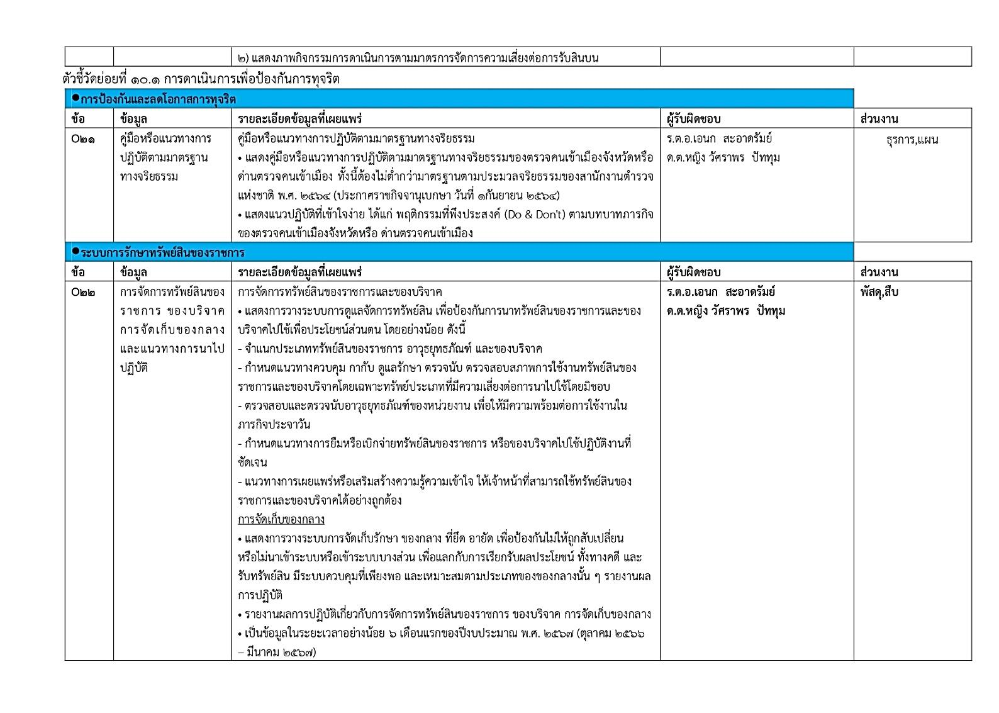 ๒) แสดงภาพกิจกรรมการดาเนินการตามมาตรการจัดการความเสี่ยงต่อการรับสินบน
ตัวชี้วัดย่อยที่ ๑๐.๑ การดาเนินการเพื่อป้องกันการทุจริต
●การป้องกันและลดโอกาสการทุจริต
ข้อ ข้อมูล รายละเอียดข้อมูลที่เผยแพร่ ผู้รับผิดชอบ ส่วนงาน
O๒๑ คู่มือหรือแนวทางการ คู่มือหรือแนวทางการปฏิบัติตามมาตรฐานทางจริยธรรม ร.ต.อ.เอนก สะอาดรัมย์ ธุรการ,แผน
ปฏิบัติตามมาตรฐาน • แสดงคู่มือหรือแนวทางการปฏิบัติตามมาตรฐานทางจริยธรรมของตรวจคนเข้าเมืองจังหวัดหรือ ด.ต.หญิง วัศราพร ปัททุม
ทางจริยธรรม ด่านตรวจคนเข้าเมือง ทั้งนี้ต้องไม่ต่ำกว่ามาตรฐานตามประมวลจริยธรรมของสานักงานตำรวจ
แห่งชาติ พ.ศ. ๒๕๖๔ (ประกาศราชกิจจานุเบกษา วันที่ ๑กันยายน ๒๕๖๔)
• แสดงแนวปฏิบัติที่เข้าใจง่าย ได้แก่ พฤติกรรมที่พึงประสงค์ (Do & Don't) ตามบทบาทภารกิจ
ของตรวจคนเข้าเมืองจังหวัดหรือ ด่านตรวจคนเข้าเมือง
●ระบบการรักษาทรัพย์สินของราชการ
ข้อ ข้อมูล รายละเอียดข้อมูลที่เผยแพร่ ผู้รับผิดชอบ ส่วนงาน
O๒๒ การจัดการทรัพย์สินของ การจัดการทรัพย์สินของราชการและของบริจาค ร.ต.อ.เอนก สะอาดรัมย์ พัสดุ,สืบ
ราชการ ของบริจาค • แสดงการวางระบบการดูแลจัดการทรัพย์สิน เพื่อป้องกันการนาทรัพย์สินของราชการและของ ด.ต.หญิง วัศราพร ปัททุม
การจัดเก็บของกลาง บริจาคไปใช้เพื่อประโยชน์ส่วนตน โดยอย่างน้อย ดังนี้
และแนวทางการนาไป - จำแนกประเภททรัพย์สินของราชการ อาวุธยุทธภัณฑ์ และของบริจาค
ปฏิบัติ - กำหนดแนวทางควบคุม กากับ ดูแลรักษา ตรวจนับ ตรวจสอบสภาพการใช้งานทรัพย์สินของ
ราชการและของบริจาคโดยเฉพาะทรัพย์ประเภทที่มีความเสี่ยงต่อการนาไปใช้โดยมิชอบ
- ตรวจสอบและตรวจนับอาวุธยุทธภัณฑ์ของหน่วยงาน เพื่อให้มีความพร้อมต่อการใช้งานใน
ภารกิจประจาวัน
- กำหนดแนวทางการยืมหรือเบิกจ่ายทรัพย์สินของราชการ หรือของบริจาคไปใช้ปฏิบัติงานที่
ชัดเจน
- แนวทางการเผยแพร่หรือเสริมสร้างความรู้ความเข้าใจ ให้เจ้าหน้าที่สามารถใช้ทรัพย์สินของ
ราชการและของบริจาคได้อย่างถูกต้อง
การจัดเก็บของกลาง
• แสดงการวางระบบการจัดเก็บรักษา ของกลาง ที่ยึด อายัด เพื่อป้องกันไม่ให้ถูกสับเปลี่ยน
หรือไม่นาเข้าระบบหรือเข้าระบบบางส่วน เพื่อแลกกับการเรียกรับผลประโยชน์ ทั้งทางคดี และ
รับทรัพย์สิน มีระบบควบคุมที่เพียงพอ และเหมาะสมตามประเภทของของกลางนั้น ๆ รายงานผล
การปฏิบัติ
• รายงานผลการปฏิบัติเกี่ยวกับการจัดการทรัพย์สินของราชการ ของบริจาค การจัดเก็บของกลาง
• เป็นข้อมูลในระยะเวลาอย่างน้อย ๖ เดือนแรกของปีงบประมาณ พ.ศ. ๒๕๖๗ (ตุลาคม ๒๕๖๖
– มีนาคม ๒๕๖๗)